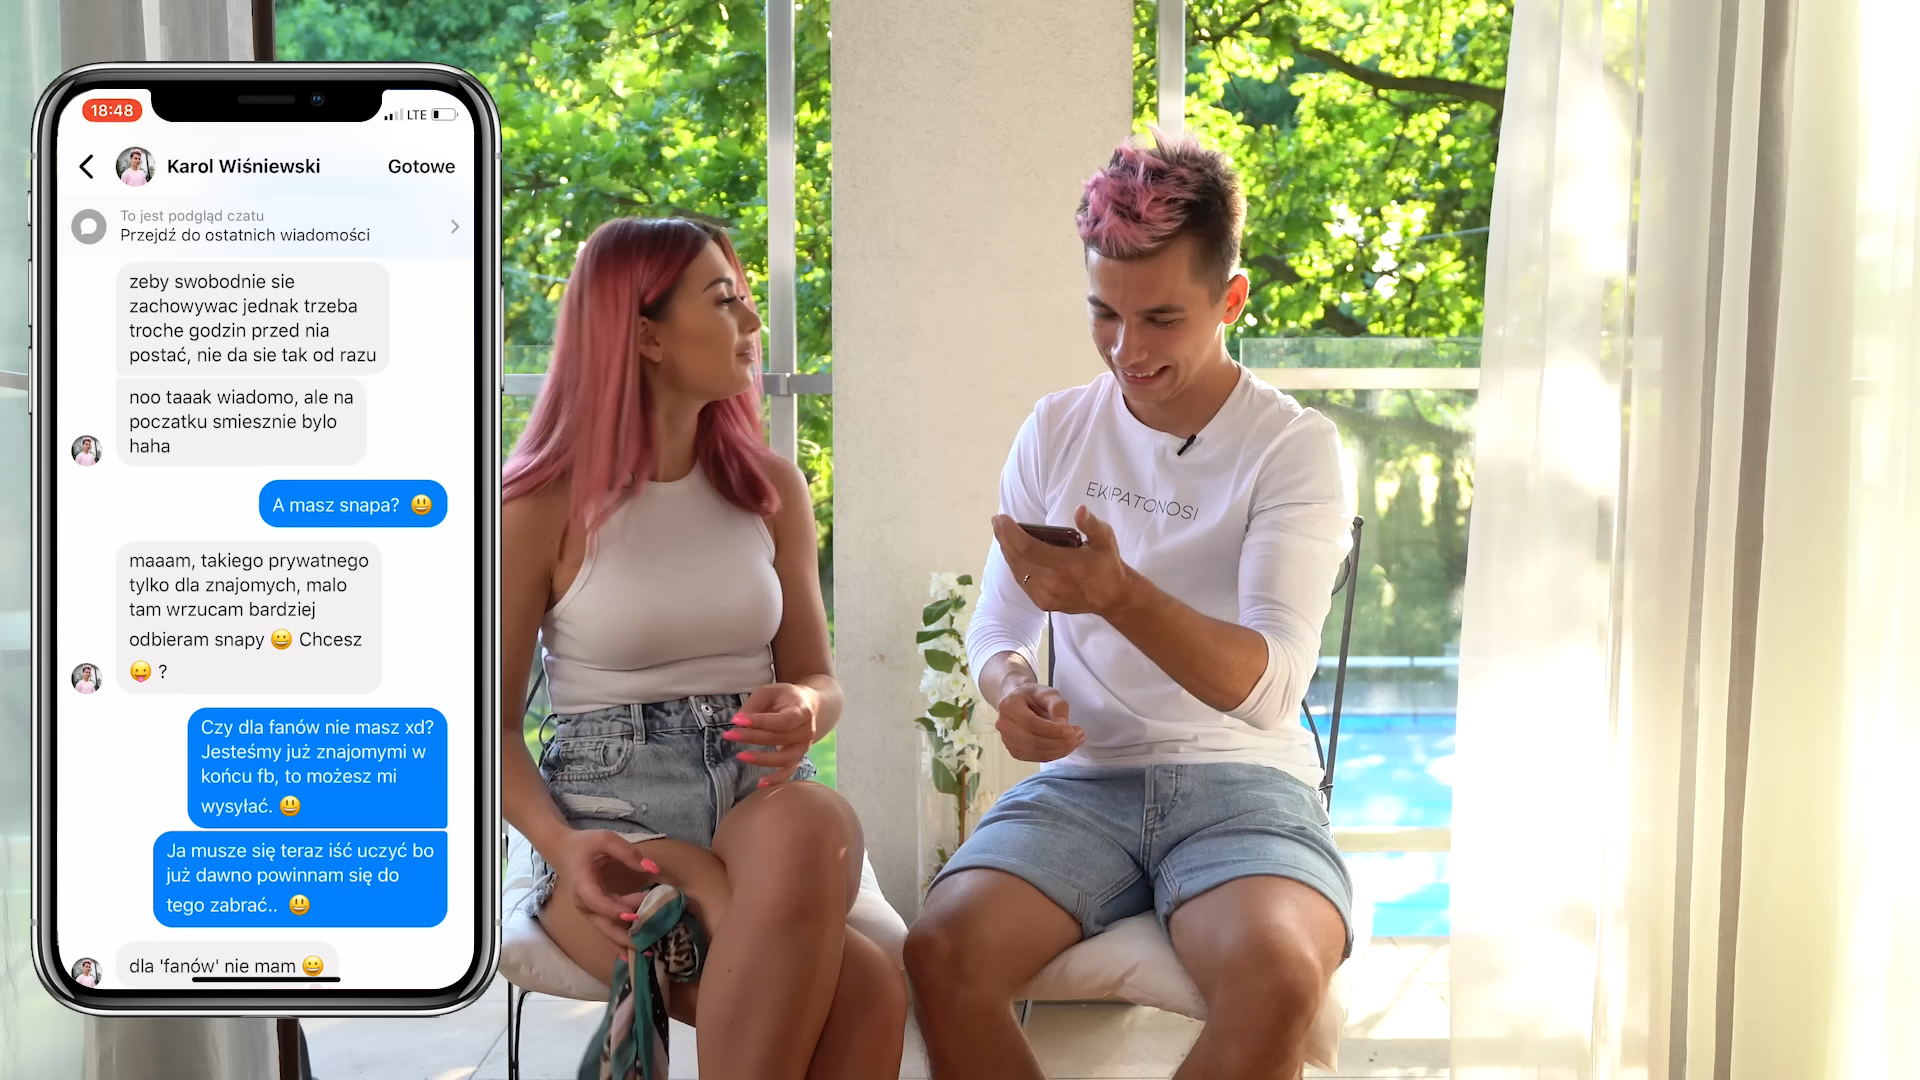 18:48
LTE
Karol Wiśniewski
Gotowe
To jest podgląd czatu
Przejdź do ostatnich wiadomości
zeby swobodnie sie
zachowywac jednak trzeba
troche godzin przed nia
postać, nie da sie tak od razu
noo taaak wiadomo, ale na
poczatku smiesznie bylo
haha
A masz snapa? 😃
maaam, takiego prywatnego
tylko dla znajomych, malo
tam wrzucam bardziej
odbieram snapy 😀 Chcesz
😛 ?
Czy dla fanów nie masz xd?
Jesteśmy już znajomymi w
końcu fb, to możesz mi
wysyłać. 😃
Ja musze się teraz iść uczyć bo
już dawno powinnam się do
tego zabrać.. 😃
dla 'fanów' nie mam 😀
EKIPATONOSI